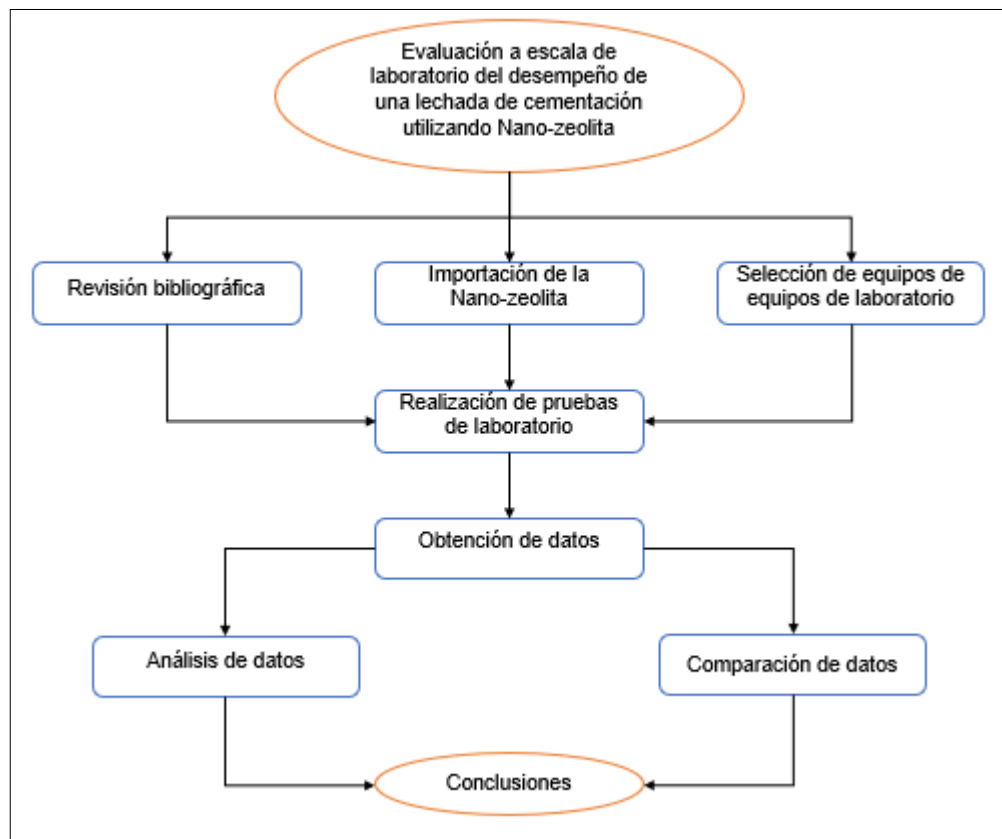 Evaluación a escala de
laboratorio del desempeño de
una lechada de cementación
utilizando Nano-zeolita
Revisión bibliográfica
Importación de la
Nano-zeolita
Selección de equipos de
equipos de laboratorio
Realización de pruebas
de laboratorio
Obtención de datos
Análisis de datos
Comparación de datos
Conclusiones